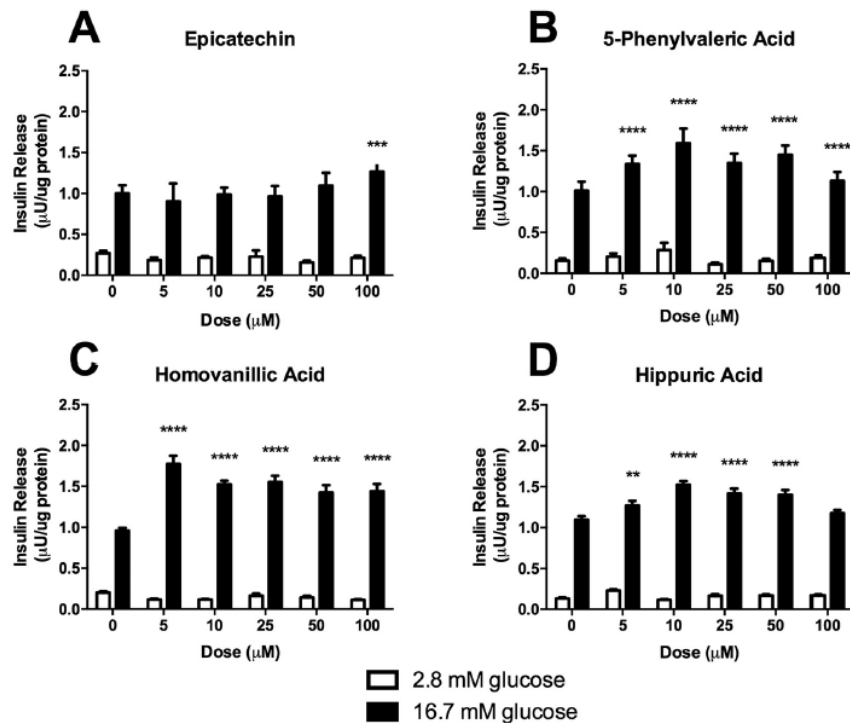 A
Epicatechin
Insulin Release
(μU/ug protein)
2.5
2.0
1.5
1.0
0.5
0.0
***
0 5 10 25 50 100
Dose (μM)
B
5-Phenylvaleric Acid
Insulin Release
(μU/ug protein)
2.5
2.0
1.5
1.0
0.5
0.0
**** **** **** **** ****
0 5 10 25 50 100
Dose (μM)
C
Homovanillic Acid
Insulin Release
(μU/ug protein)
2.5
2.0
1.5
1.0
0.5
0.0
**** **** **** **** ****
0 5 10 25 50 100
Dose (μM)
D
Hippuric Acid
Insulin Release
(μU/ug protein)
2.5
2.0
1.5
1.0
0.5
0.0
** **** **** ****
0 5 10 25 50 100
Dose (μM)
2.8 mM glucose
16.7 mM glucose